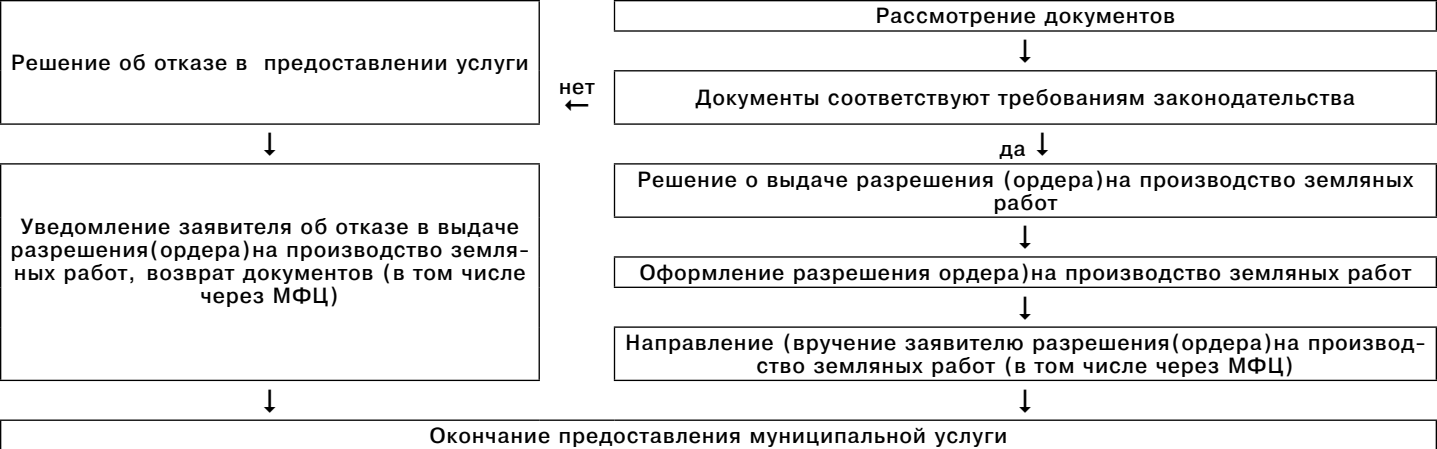 Рассмотрение документов
Решение об отказе в предоставлении услуги
нет
Документы соответствуют требованиям законодательства
да
Решение о выдаче разрешения (ордера)на производство земляных
работ
Уведомление заявителя об отказе в выдаче
разрешения(ордера)на производство земля-
ных работ, возврат документов (в том числе
через МФЦ)
Оформление разрешения ордера)на производство земляных работ
Направление (вручение заявителю разрешения(ордера)на производ-
ство земляных работ (в том числе через МФЦ)
Окончание предоставления муниципальной услуги